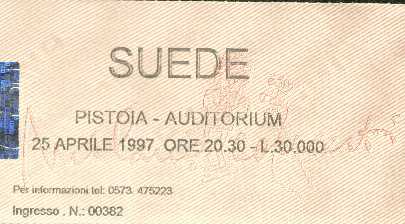 SUEDE
PISTOIA - AUDITORIUM
25 APRILE 1997 ORE 20.30 - L.30.000
Per informazioni tel: 0573. 475223
Ingresso . N.: 00382